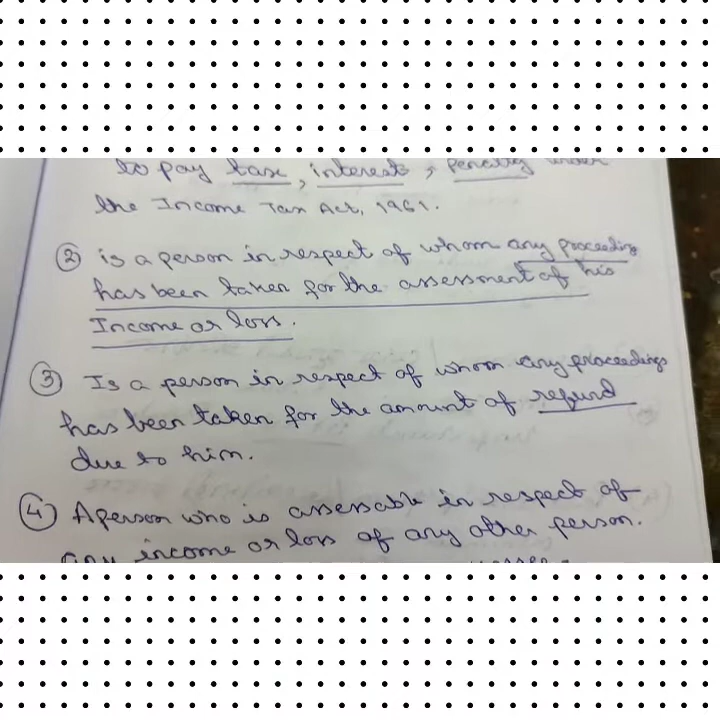 to pay tax, interest, penalty under
the Income Tax Act, 1961.
② is a person in respect of whom any proceeding
has been taken for the assessment of his
Income or loss.
③ Is a person in respect of whom any proceedings
has been taken for the amount of refund
due to him.
④ A person who is assessable in respect of
any income or loss of any other person.